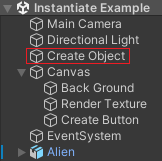 Instantiate Example
Main Camera
Directional Light
Create Object
Canvas
Back Ground
Render Texture
Create Button
EventSystem
Alien